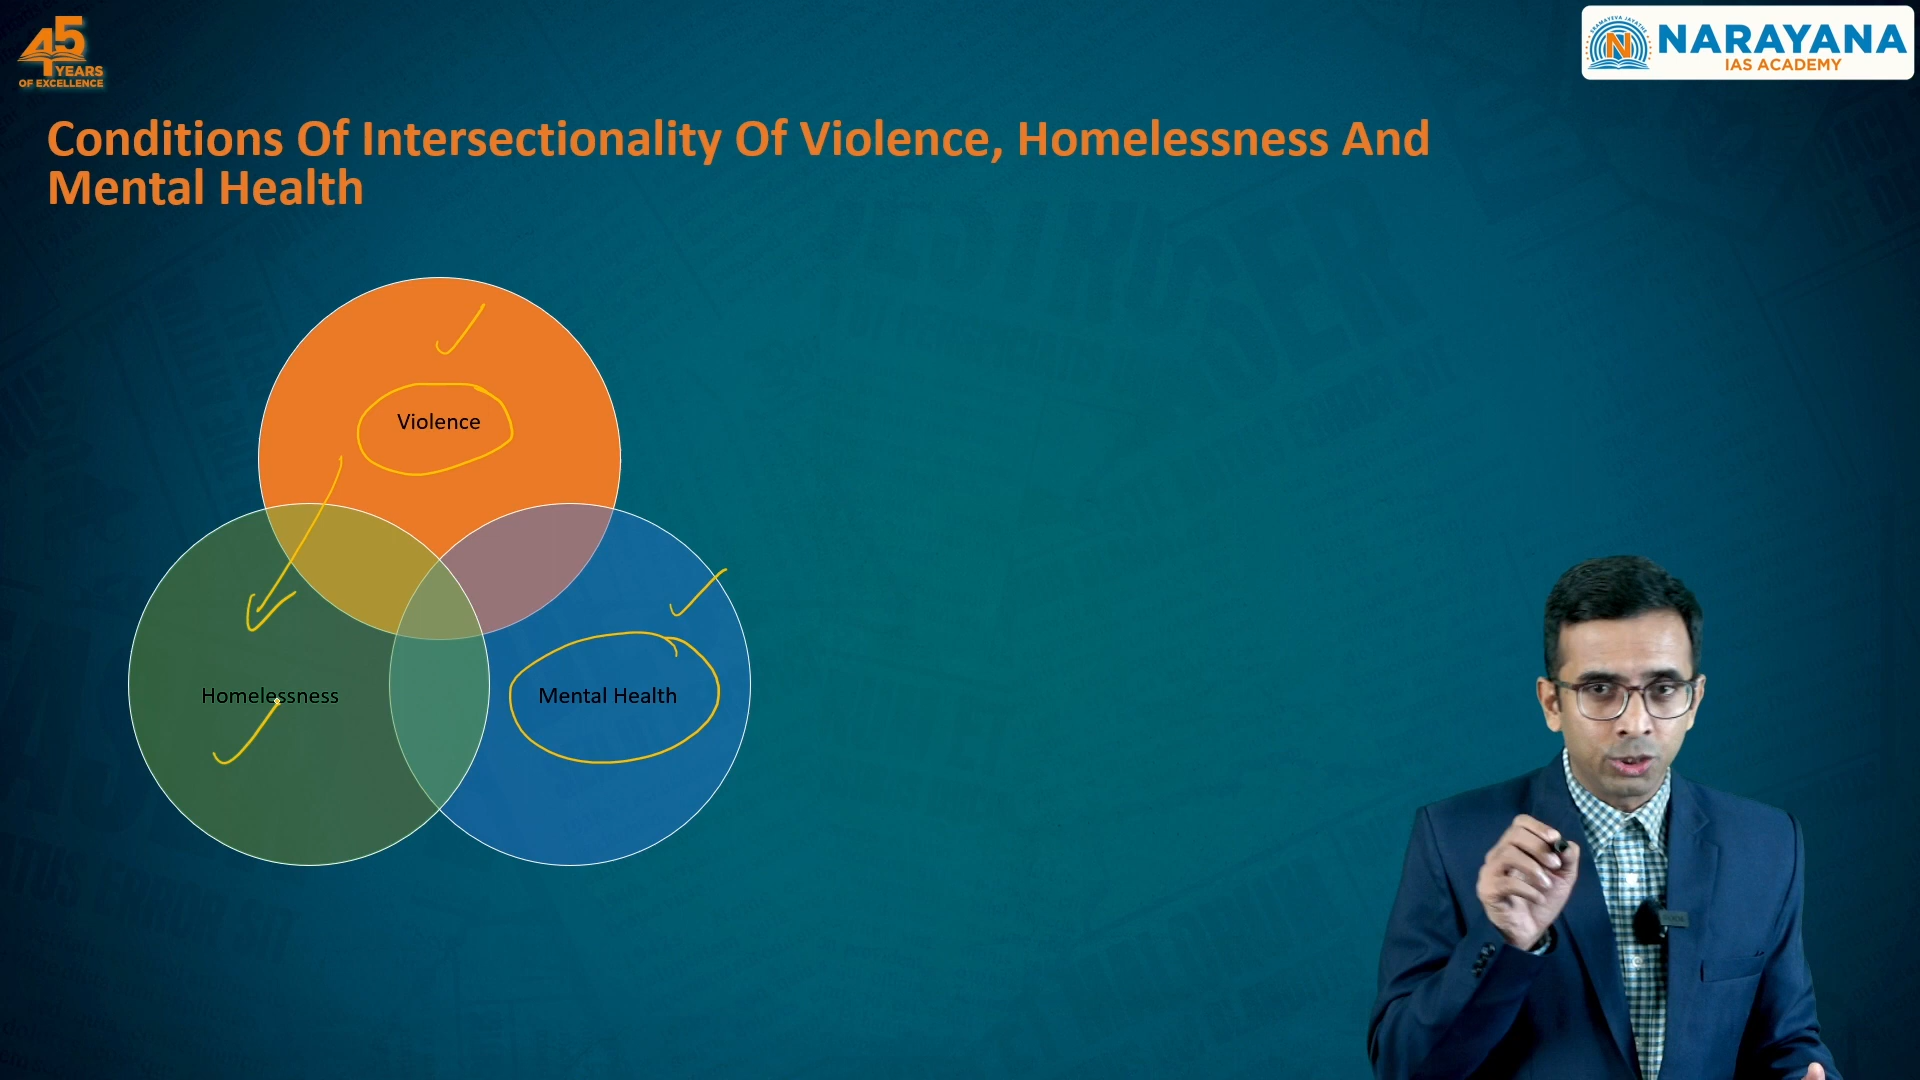 45
YEARS
OF EXCELLENCE
NARAYANA
IAS ACADEMY
Conditions Of Intersectionality Of Violence, Homelessness And
Mental Health
Violence
Homelessness
Mental Health